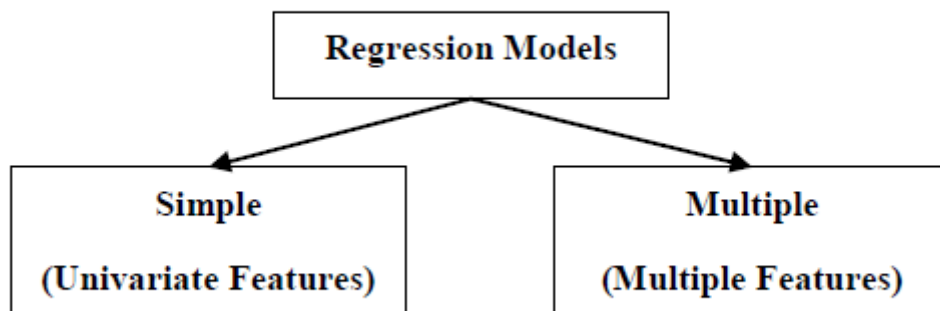 Regression Models
Simple
(Univariate Features)
Multiple
(Multiple Features)